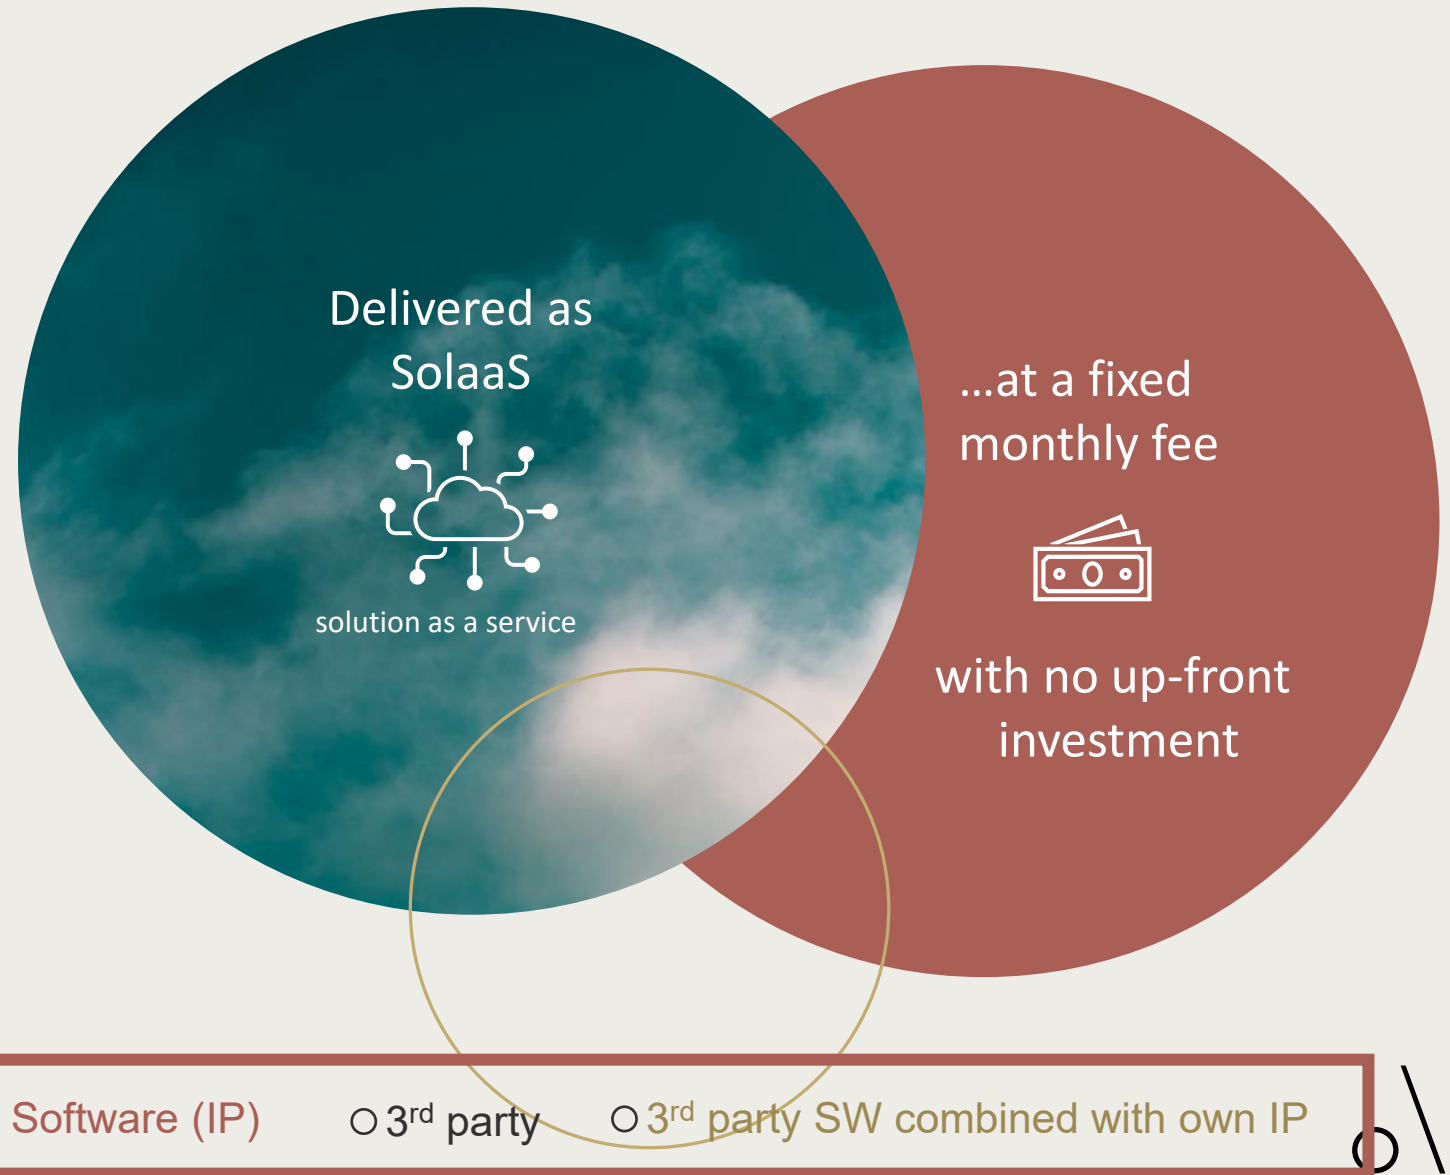 Delivered as
SolaaS
solution as a service
...at a fixed
monthly fee
with no up-front
investment
Software (IP) 3rd party 3rd party SW combined with own IP